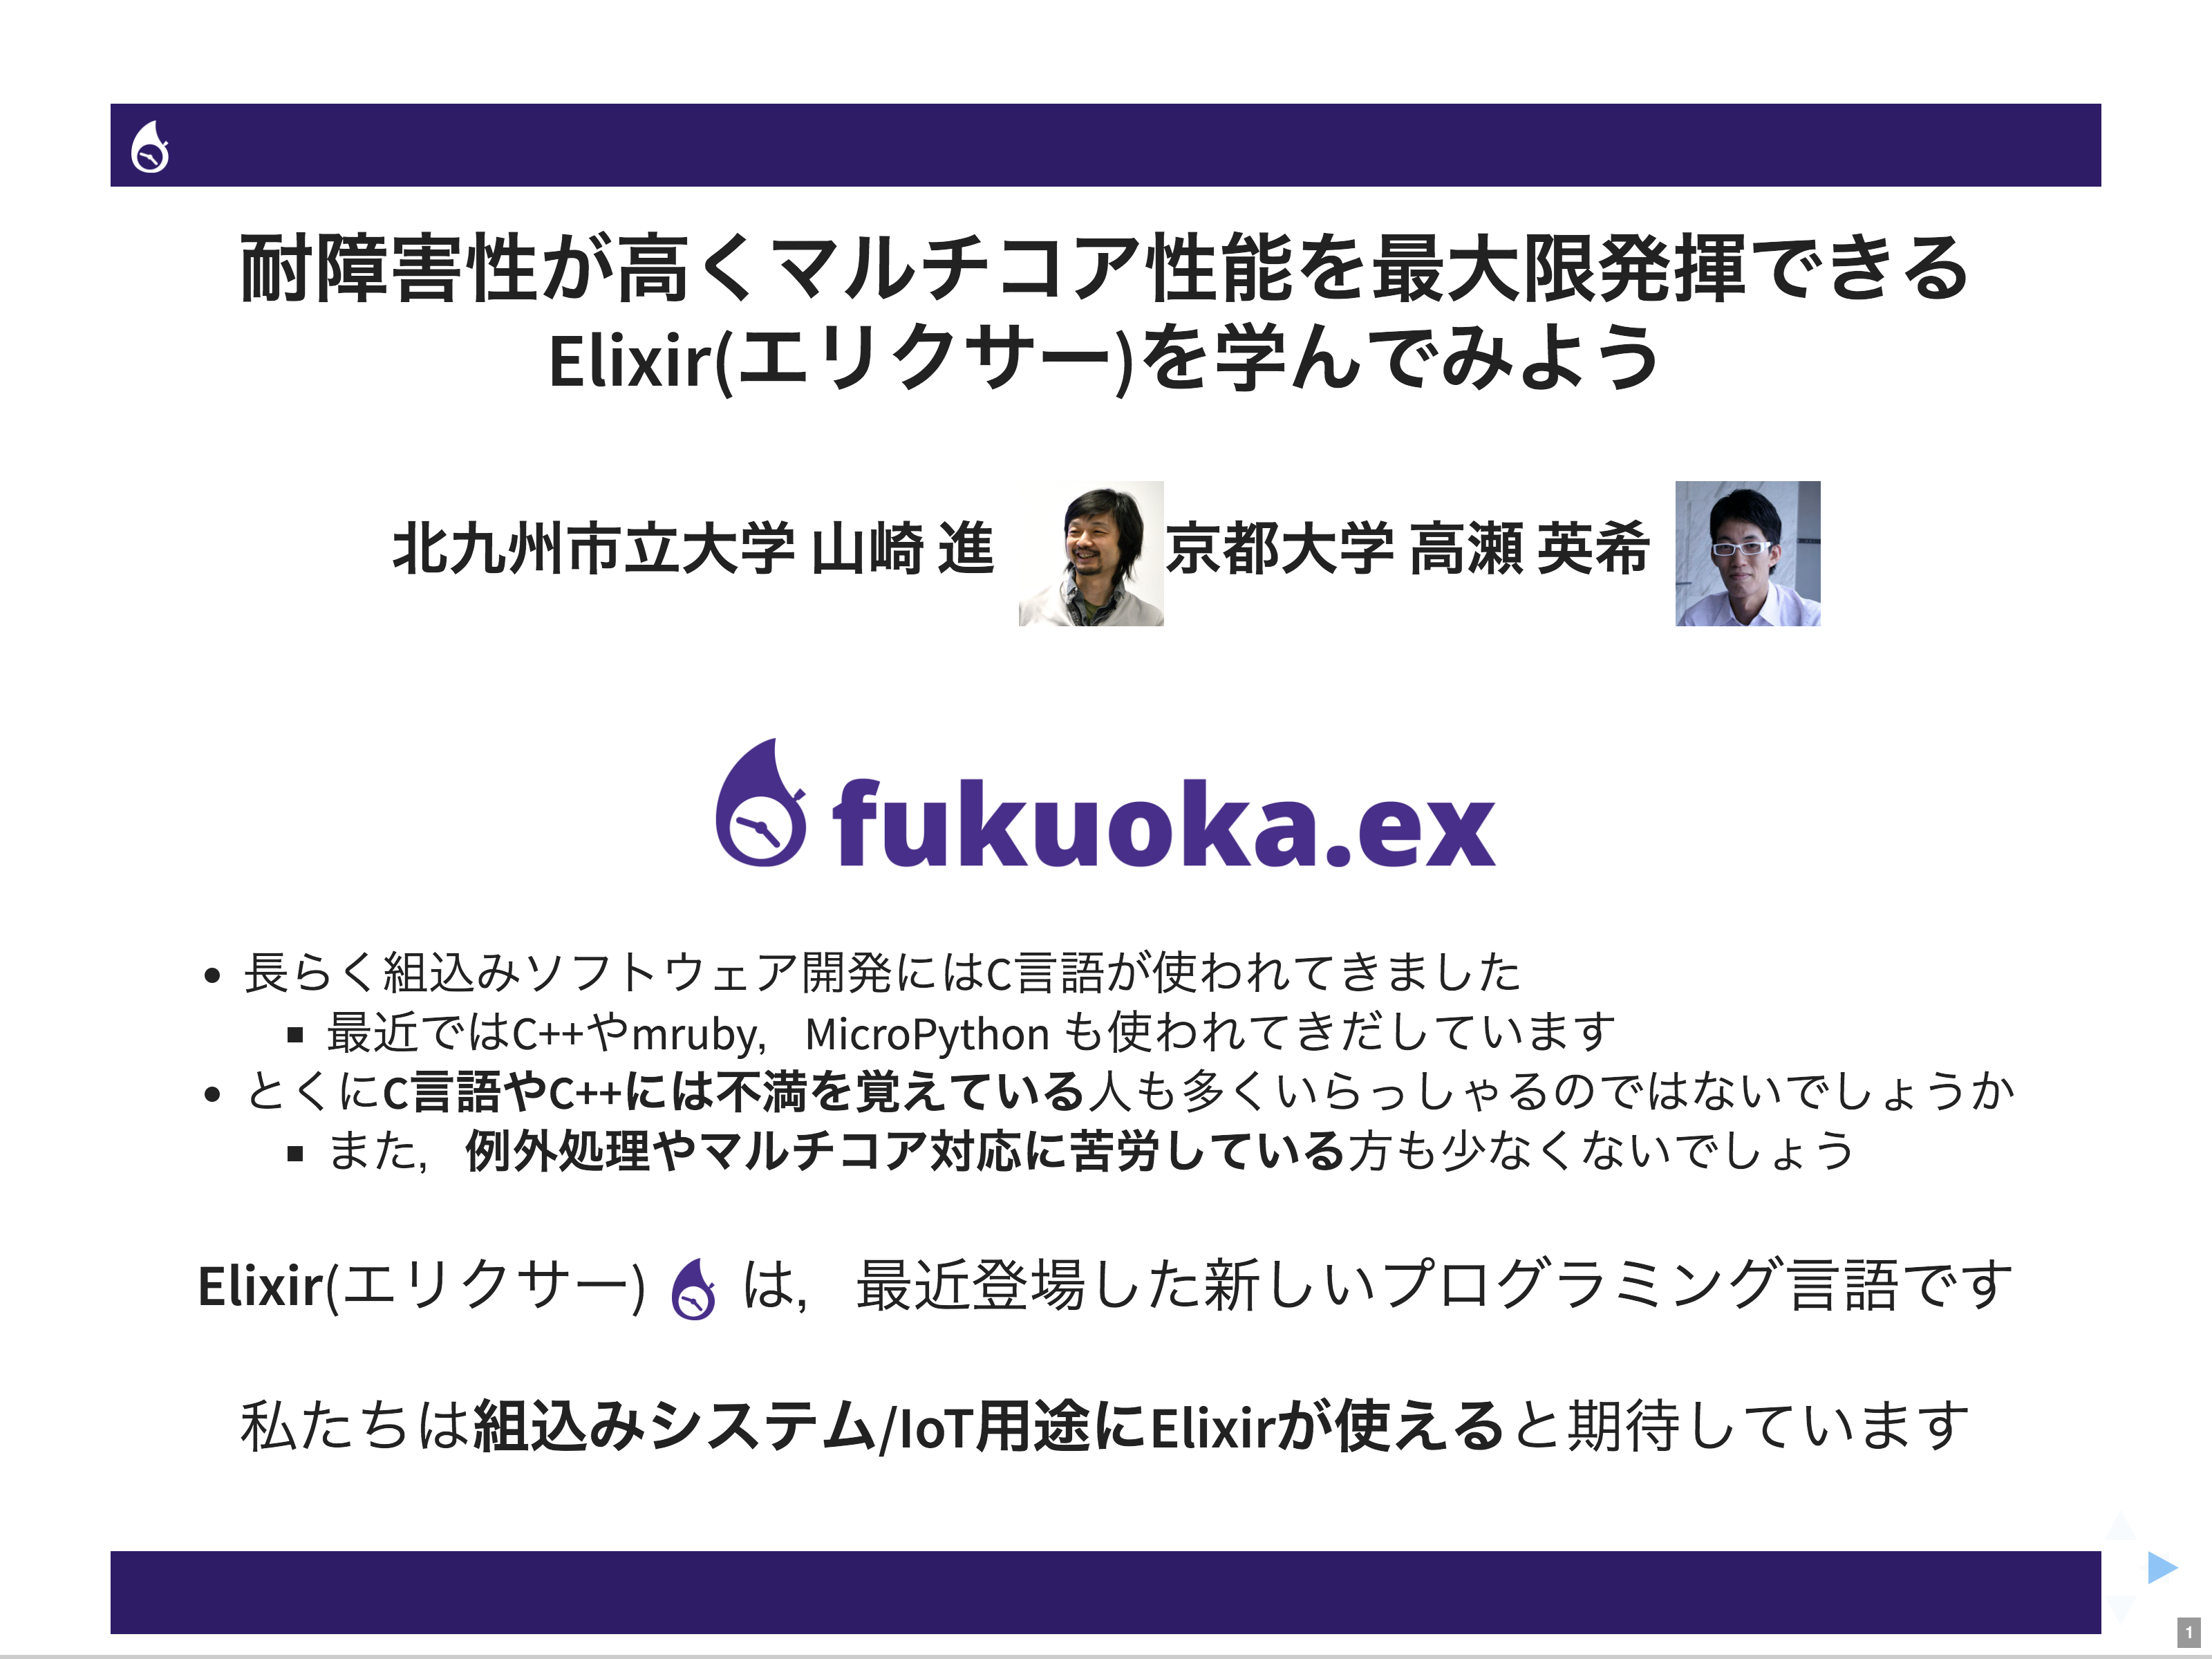 耐障害性が高くマルチコア性能を最大限発揮できる
Elixir(エリクサー)を学んでみよう
北九州市立大学 山崎 進 京都大学 高瀬 英希
fukuoka.ex
• 長らく組込みソフトウェア開発にはC言語が使われてきました
▪ 最近ではC++やmruby， MicroPython も使われてきだしています
• とくにC言語やC++には不満を覚えている人も多くいらっしゃるのではないでしょうか
▪ また，例外処理やマルチコア対応に苦労している方も少なくないでしょう
Elixir(エリクサー) は，最近登場した新しいプログラミング言語です
私たちは組込みシステム/IoT用途にElixirが使えると期待しています
1